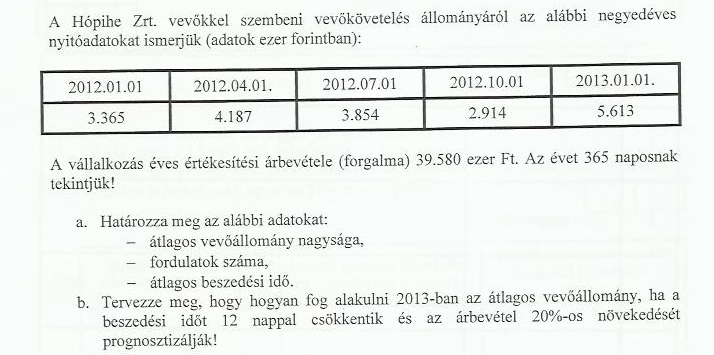 A Hópihe Zrt. vevőkkel szembeni vevőkövetelés állományáról az alábbi negyedéves
nyitóadatokat ismerjük (adatok ezer forintban):
2012.01.01 2012.04.01. 2012.07.01 2012.10.01 2013.01.01.
3.365 4.187 3.854 2.914 5.613
A vállalkozás éves értékesítési árbevétele (forgalma) 39.580 ezer Ft. Az évet 365 naposnak
tekintjük!
a. Határozza meg az alábbi adatokat:
– átlagos vevőállomány nagysága,
– fordulatok száma,
– átlagos beszedési idő.
b. Tervezze meg, hogy hogyan fog alakulni 2013-ban az átlagos vevőállomány, ha a
beszedési időt 12 nappal csökkentik és az árbevétel 20%-os növekedését
prognosztizálják!